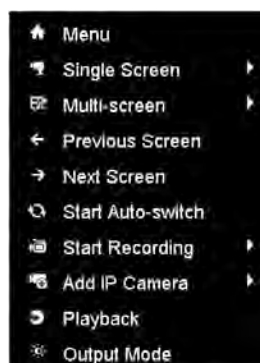 Menu
Single Screen
Multi-screen
Previous Screen
Next Screen
Start Auto-switch
Start Recording
Add IP Camera
Playback
Output Mode